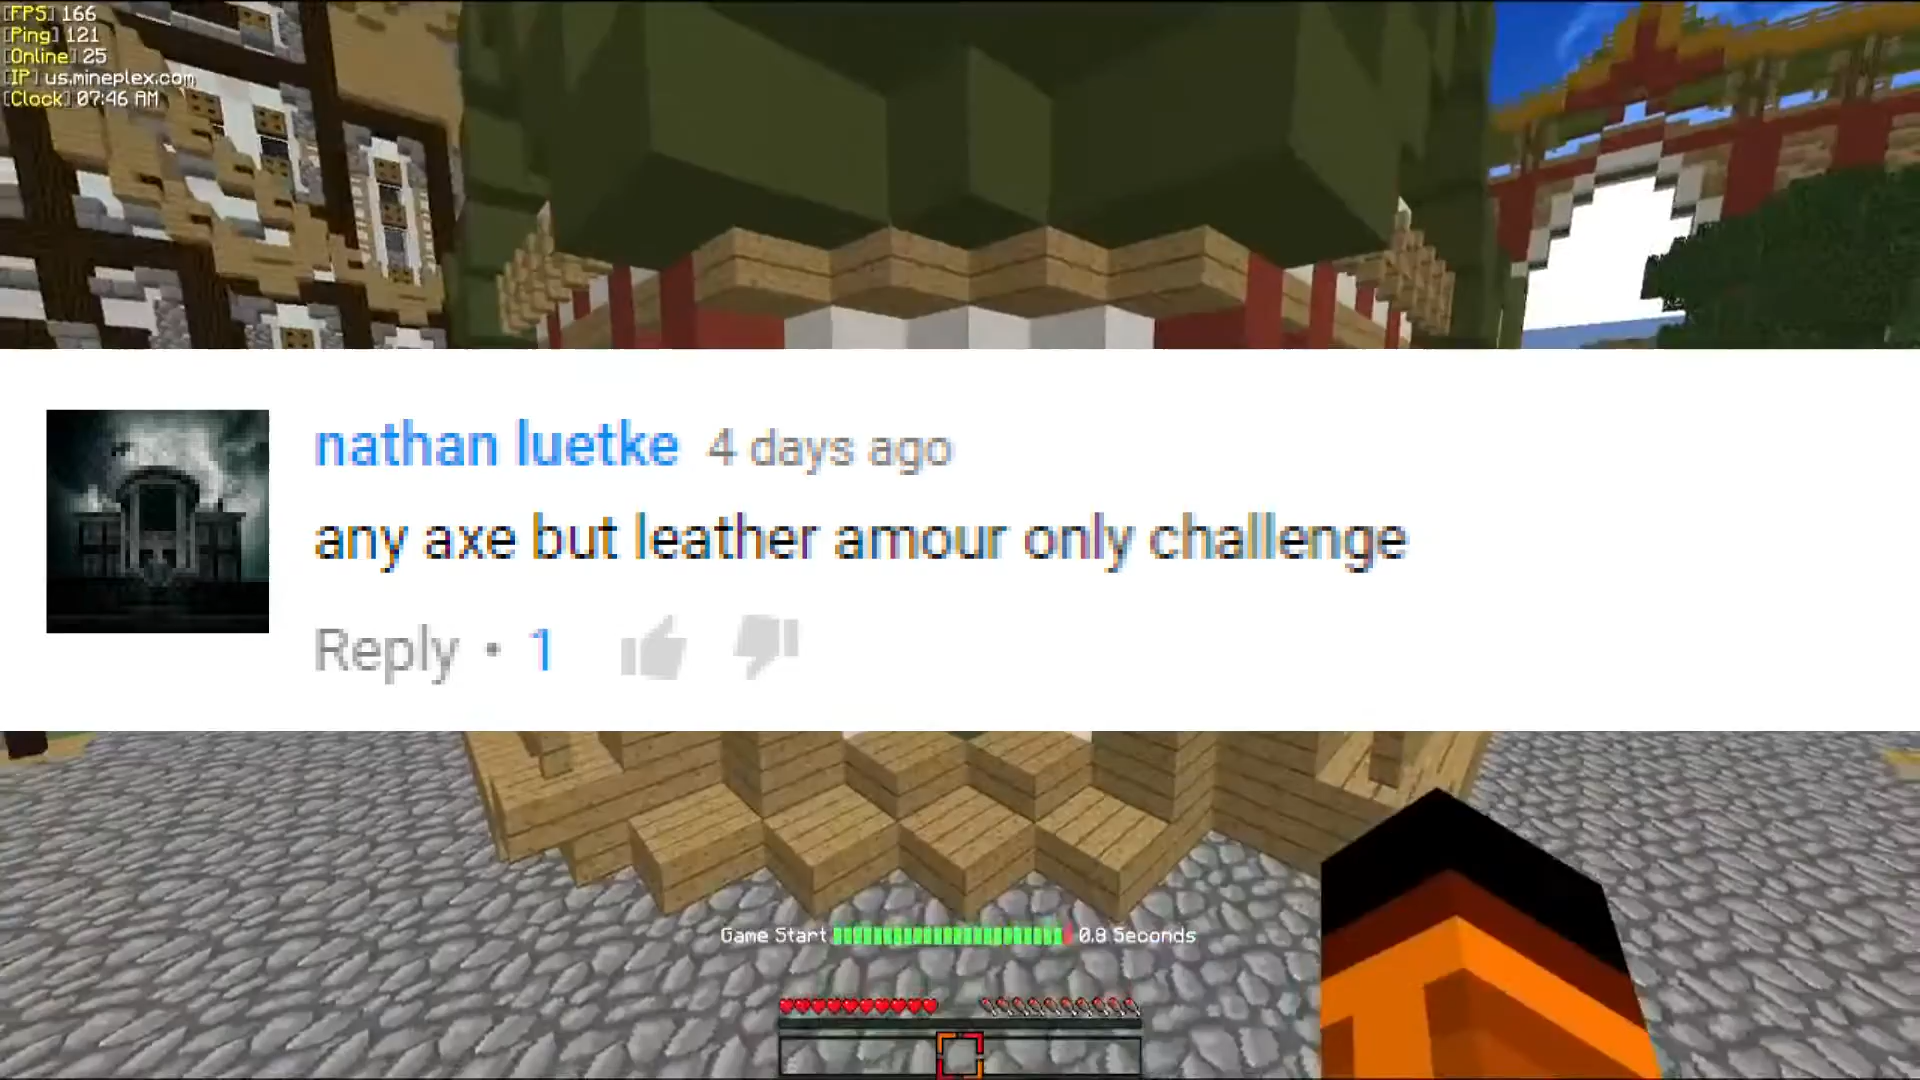 [FPS] 166
[Ping] 121
[Online] 25
[IP] us.mineplex.com
[Clock] 07:46 AM
nathan luetke 4 days ago
any axe but leather amour only challenge
Reply • 1
Game Start 0.8 Seconds